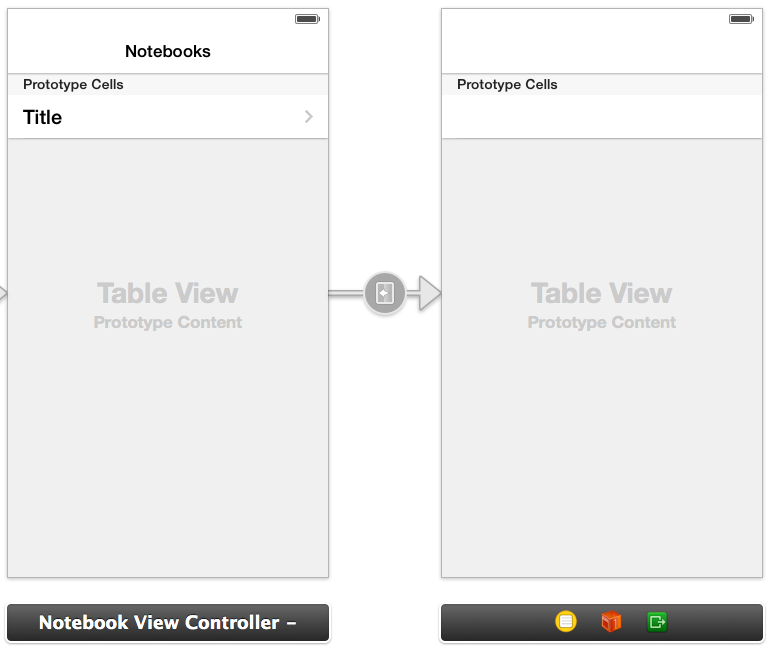 Notebooks
Prototype Cells
Title
Table View
Prototype Content
Notebook View Controller –
Prototype Cells
Table View
Prototype Content